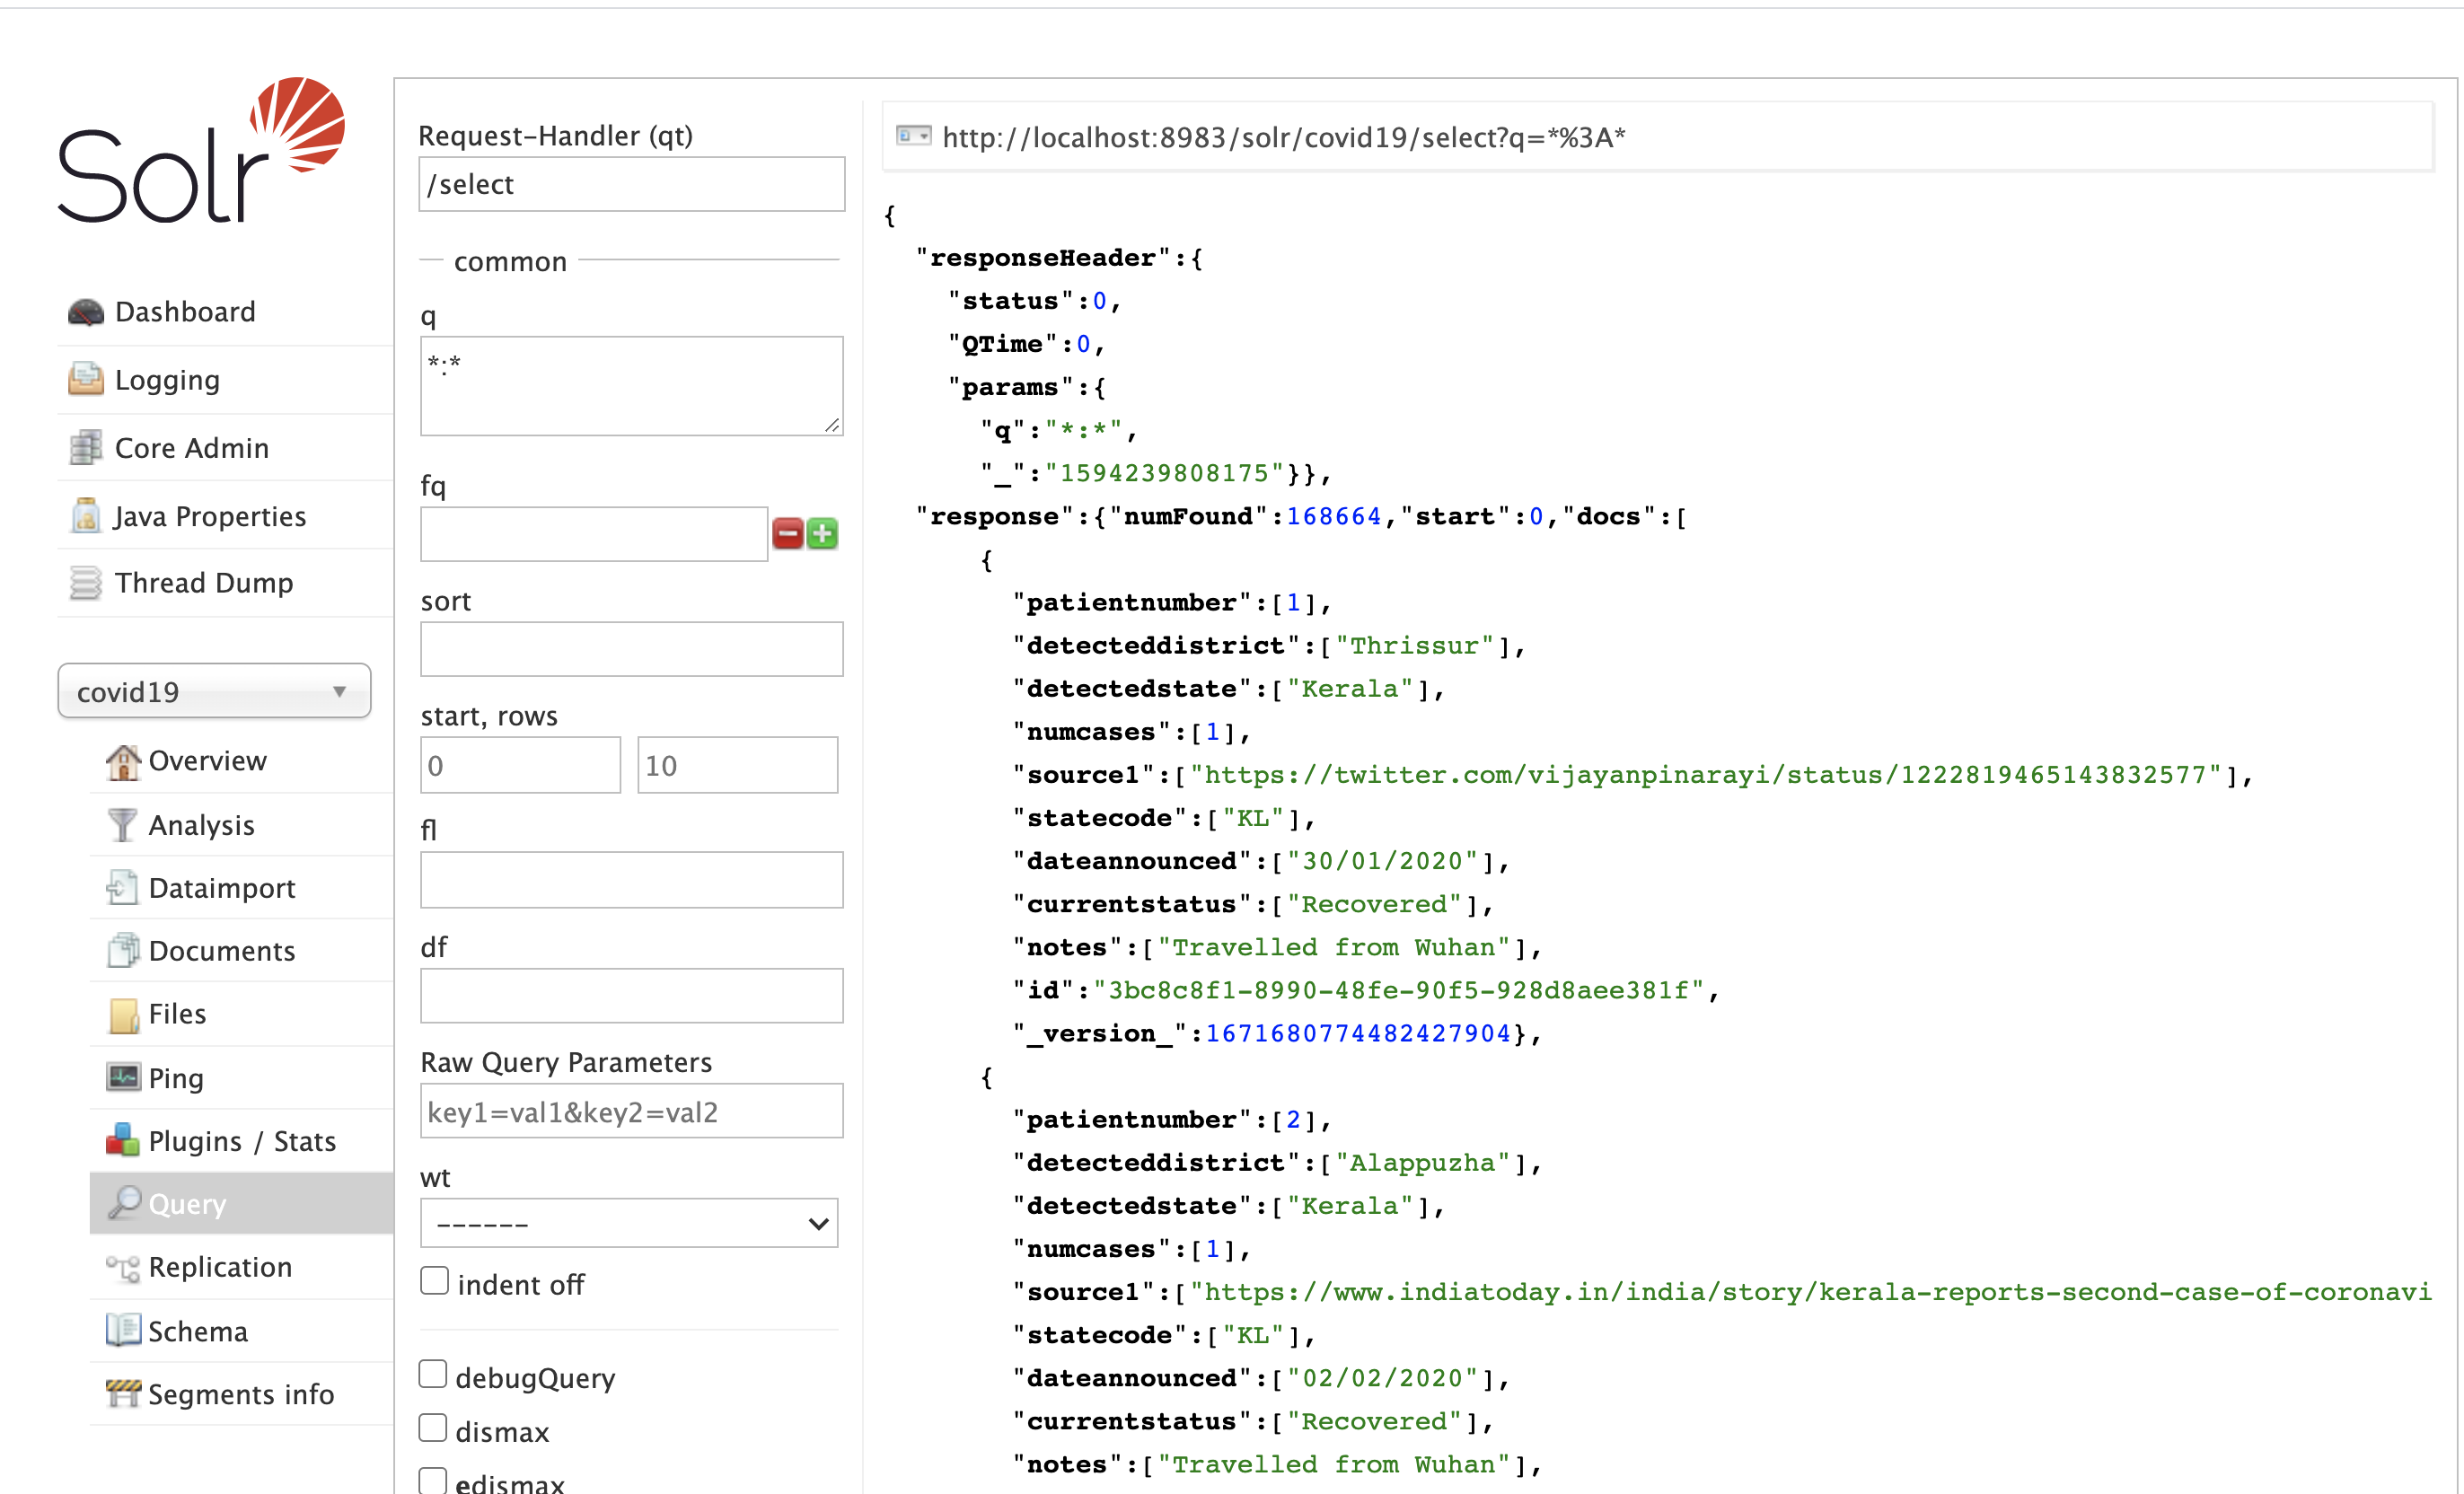 Solr
Dashboard
Logging
Core Admin
Java Properties
Thread Dump
covid19
Overview
Analysis
Dataimport
Documents
Files
Ping
Plugins / Stats
Query
Replication
Schema
Segments info
Request-Handler (qt)
/select
common
q
*:*
fq
sort
start, rows
0 10
fl
df
Raw Query Parameters
key1=val1&key2=val2
wt
------
indent off
debugQuery
dismax
edismax
http://localhost:8983/solr/covid19/select?q=*%3A*
{
"responseHeader":{
"status":0,
"QTime":0,
"params":{
"q":"*:*",
"_":"1594239808175"}},
"response":{"numFound":168664,"start":0,"docs":[
{
"patientnumber":[1],
"detecteddistrict":["Thrissur"],
"detectedstate":["Kerala"],
"numcases":[1],
"source1":["https://twitter.com/vijayanpinarayi/status/1222819465143832577"],
"statecode":["KL"],
"dateannounced":["30/01/2020"],
"currentstatus":["Recovered"],
"notes":["Travelled from Wuhan"],
"id":"3bc8c8f1-8990-48fe-90f5-928d8aee381f",
"_version_":1671680774482427904},
{
"patientnumber":[2],
"detecteddistrict":["Alappuzha"],
"detectedstate":["Kerala"],
"numcases":[1],
"source1":["https://www.indiatoday.in/india/story/kerala-reports-second-case-of-coronavi
"statecode":["KL"],
"dateannounced":["02/02/2020"],
"currentstatus":["Recovered"],
"notes":["Travelled from Wuhan"],